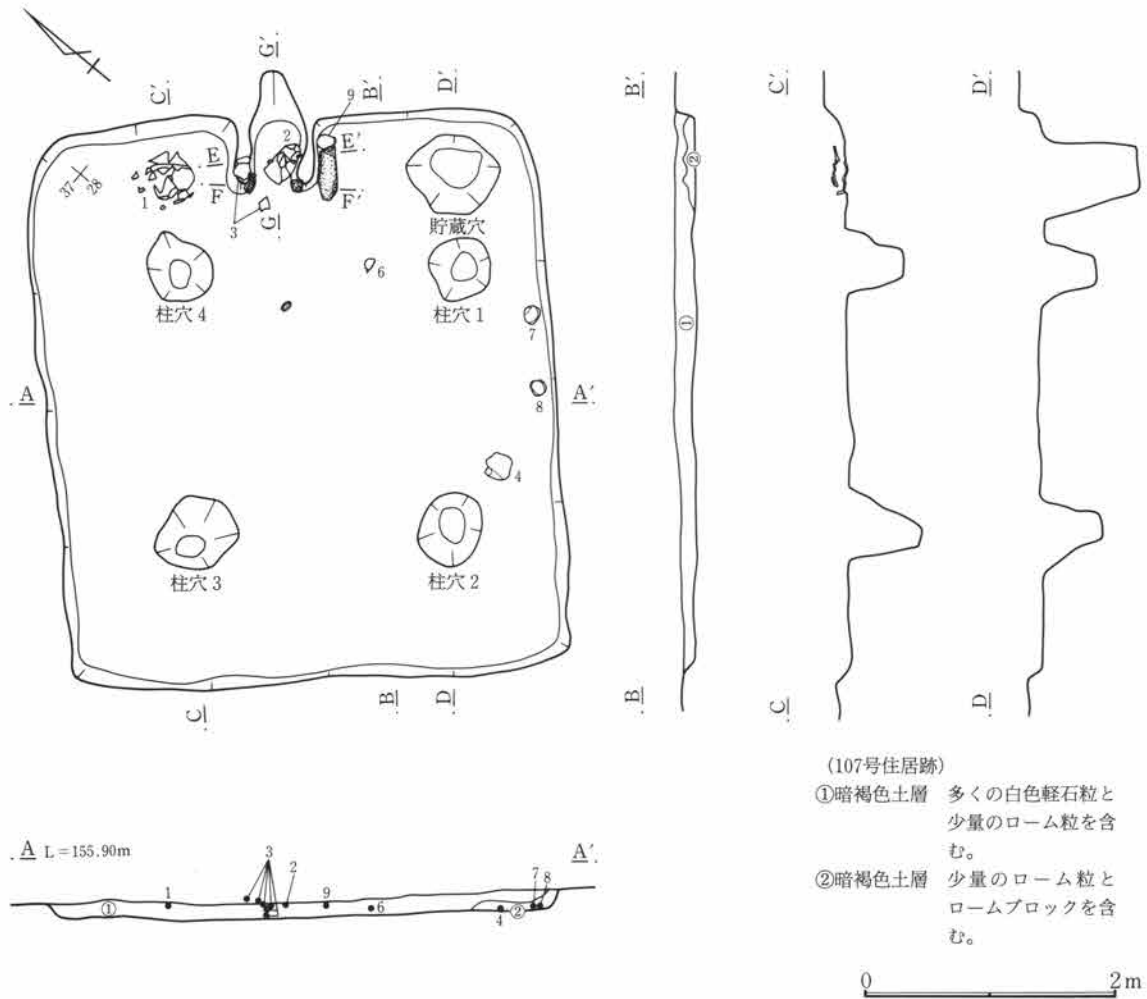 G′
C′
B′
D′
9
2
E
E′
F
F′
37
28
1
3
G
貯蔵穴
6
柱穴 4
柱穴 1
7
A
A′
8
4
柱穴 3
柱穴 2
C
B
D
B′
②
①
B
C′
C
D′
D
A L＝155.90m
A′
3
1
2
9
6
7
8
4
①
②
(107号住居跡)
①暗褐色土層 多くの白色軽石粒と
少量のローム粒を含
む。
②暗褐色土層 少量のローム粒と
ロームブロックを含
む。
0 2m